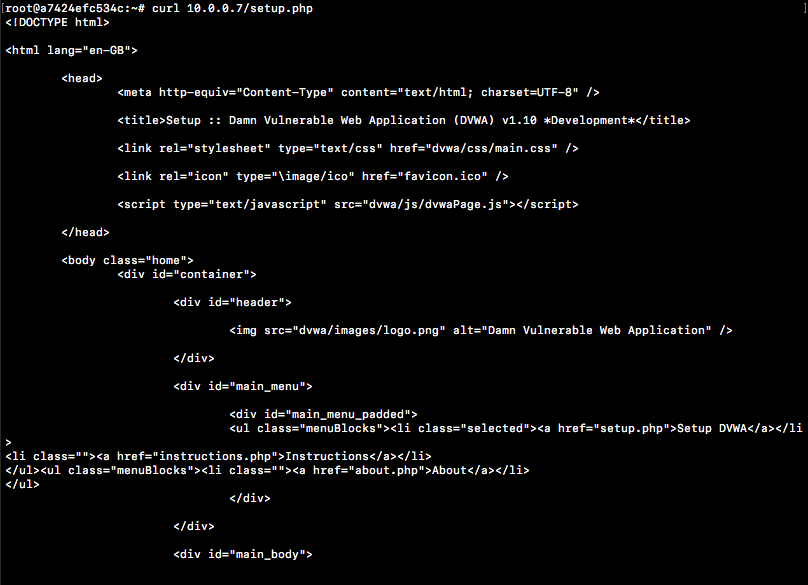 [root@a7424efc534c:~# curl 10.0.0.7/setup.php ]
<!DOCTYPE html>
<html lang="en-GB">
<head>
<meta http-equiv="Content-Type" content="text/html; charset=UTF-8" />
<title>Setup :: Damn Vulnerable Web Application (DVWA) v1.10 *Development*</title>
<link rel="stylesheet" type="text/css" href="dvwa/css/main.css" />
<link rel="icon" type="\image/ico" href="favicon.ico" />
<script type="text/javascript" src="dvwa/js/dvwaPage.js"></script>
</head>
<body class="home">
<div id="container">
<div id="header">
<img src="dvwa/images/logo.png" alt="Damn Vulnerable Web Application" />
</div>
<div id="main_menu">
<div id="main_menu_padded">
<ul class="menuBlocks"><li class="selected"><a href="setup.php">Setup DVWA</a></li
>
<li class=""><a href="instructions.php">Instructions</a></li>
</ul><ul class="menuBlocks"><li class=""><a href="about.php">About</a></li>
</ul>
</div>
</div>
<div id="main_body">